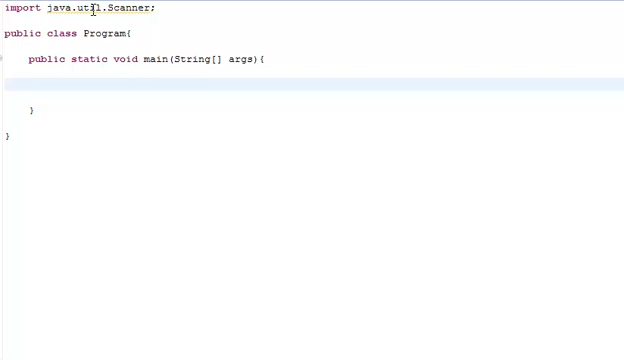 import java.util.Scanner;
public class Program{
public static void main(String[] args){
}
}